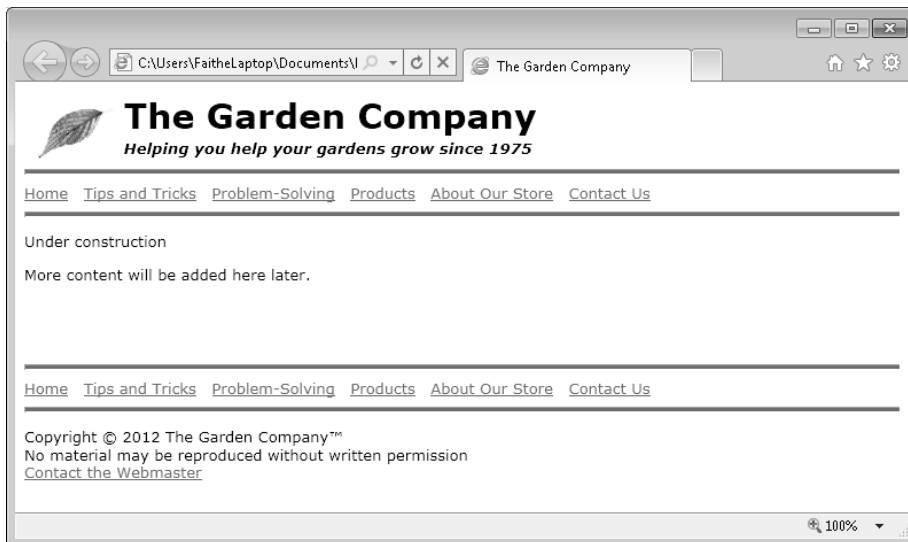 C:\Users\FaitheLaptop\Documents\
The Garden Company
The Garden Company
Helping you help your gardens grow since 1975
Home Tips and Tricks Problem-Solving Products About Our Store Contact Us
Under construction
More content will be added here later.
Home Tips and Tricks Problem-Solving Products About Our Store Contact Us
Copyright © 2012 The Garden Company™
No material may be reproduced without written permission
Contact the Webmaster
100%